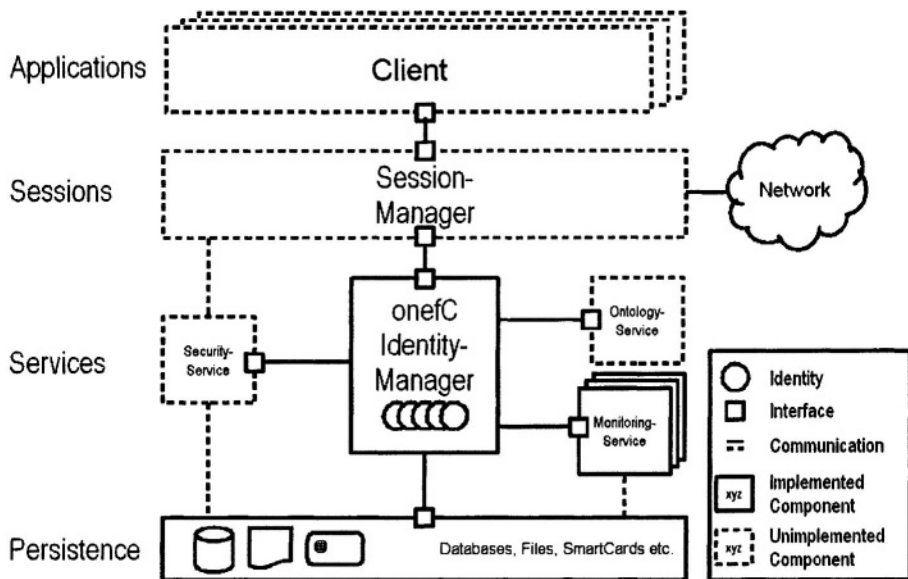 Applications
Client
Sessions
Session-
Manager
Network
Services
Security-
Service
onefC
Identity-
Manager
Ontology-
Service
Monitoring-
Service
Persistence
Databases, Files, SmartCards etc.
Identity
Interface
Communication
xyz
Implemented
Component
xyz
Unimplemented
Component